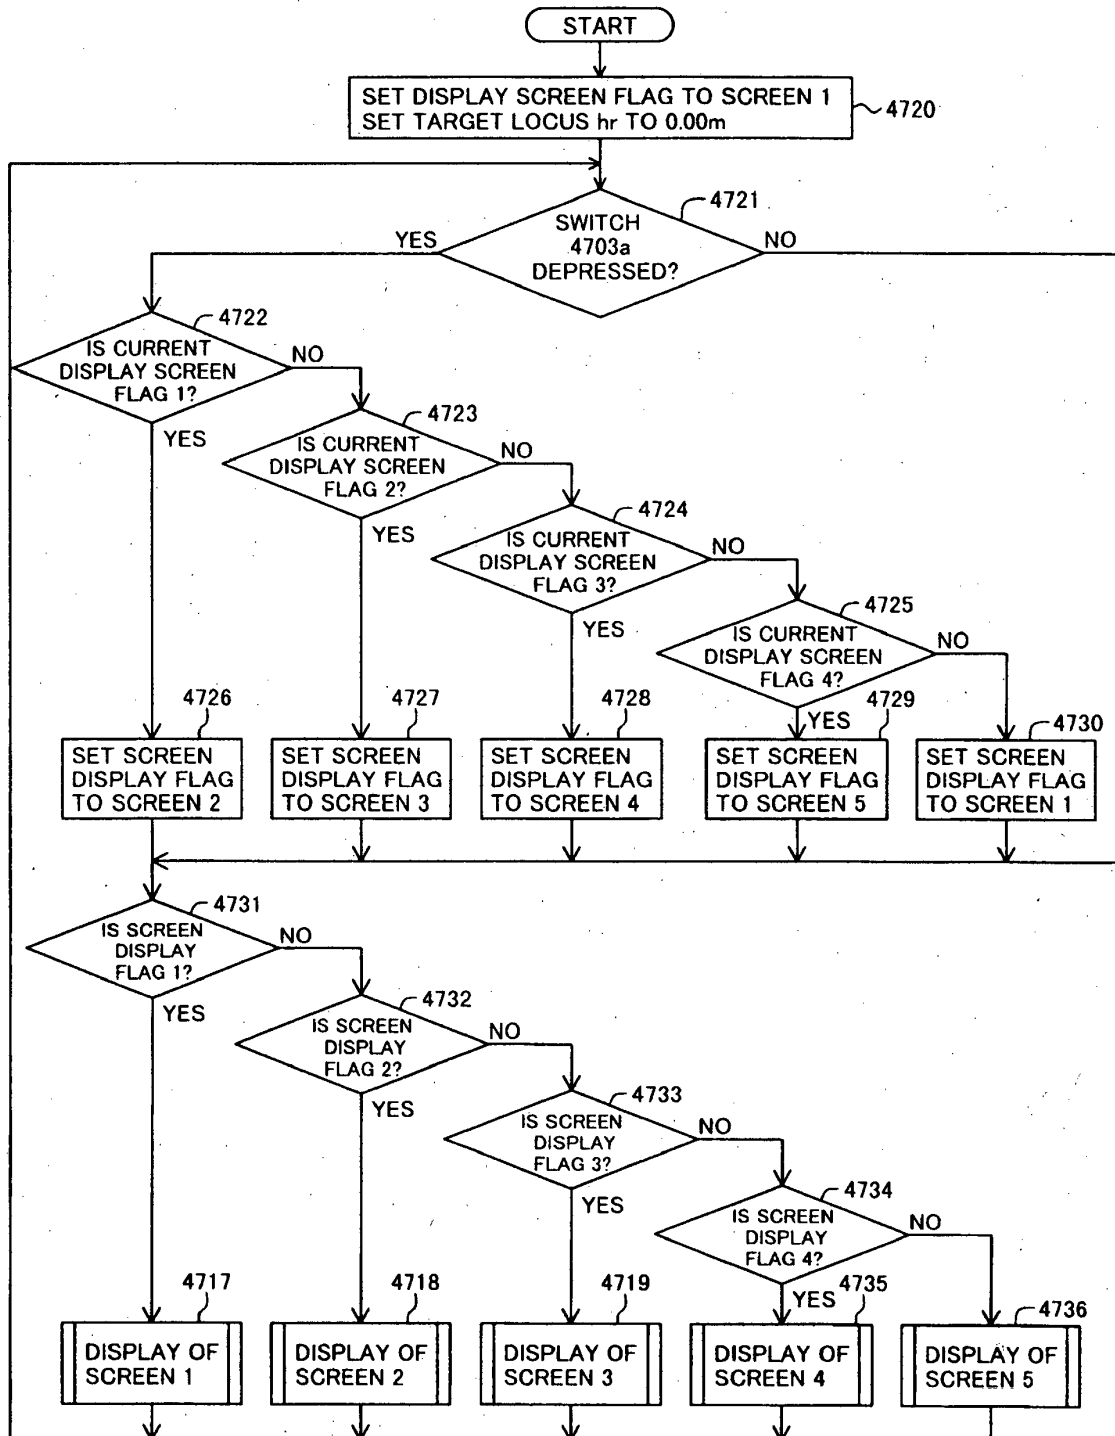 START
SET DISPLAY SCREEN FLAG TO SCREEN 1
SET TARGET LOCUS hr TO 0.00m
4720
4721
SWITCH
4703a
DEPRESSED?
YES
NO
4722
IS CURRENT
DISPLAY SCREEN
FLAG 1?
NO
YES
4723
IS CURRENT
DISPLAY SCREEN
FLAG 2?
NO
YES
4724
IS CURRENT
DISPLAY SCREEN
FLAG 3?
NO
YES
4725
IS CURRENT
DISPLAY SCREEN
FLAG 4?
NO
YES
4726
SET SCREEN
DISPLAY FLAG
TO SCREEN 2
4727
SET SCREEN
DISPLAY FLAG
TO SCREEN 3
4728
SET SCREEN
DISPLAY FLAG
TO SCREEN 4
4729
SET SCREEN
DISPLAY FLAG
TO SCREEN 5
4730
SET SCREEN
DISPLAY FLAG
TO SCREEN 1
4731
IS SCREEN
DISPLAY
FLAG 1?
NO
YES
4732
IS SCREEN
DISPLAY
FLAG 2?
NO
YES
4733
IS SCREEN
DISPLAY
FLAG 3?
NO
YES
4734
IS SCREEN
DISPLAY
FLAG 4?
NO
YES
4717
DISPLAY OF
SCREEN 1
4718
DISPLAY OF
SCREEN 2
4719
DISPLAY OF
SCREEN 3
4735
DISPLAY OF
SCREEN 4
4736
DISPLAY OF
SCREEN 5